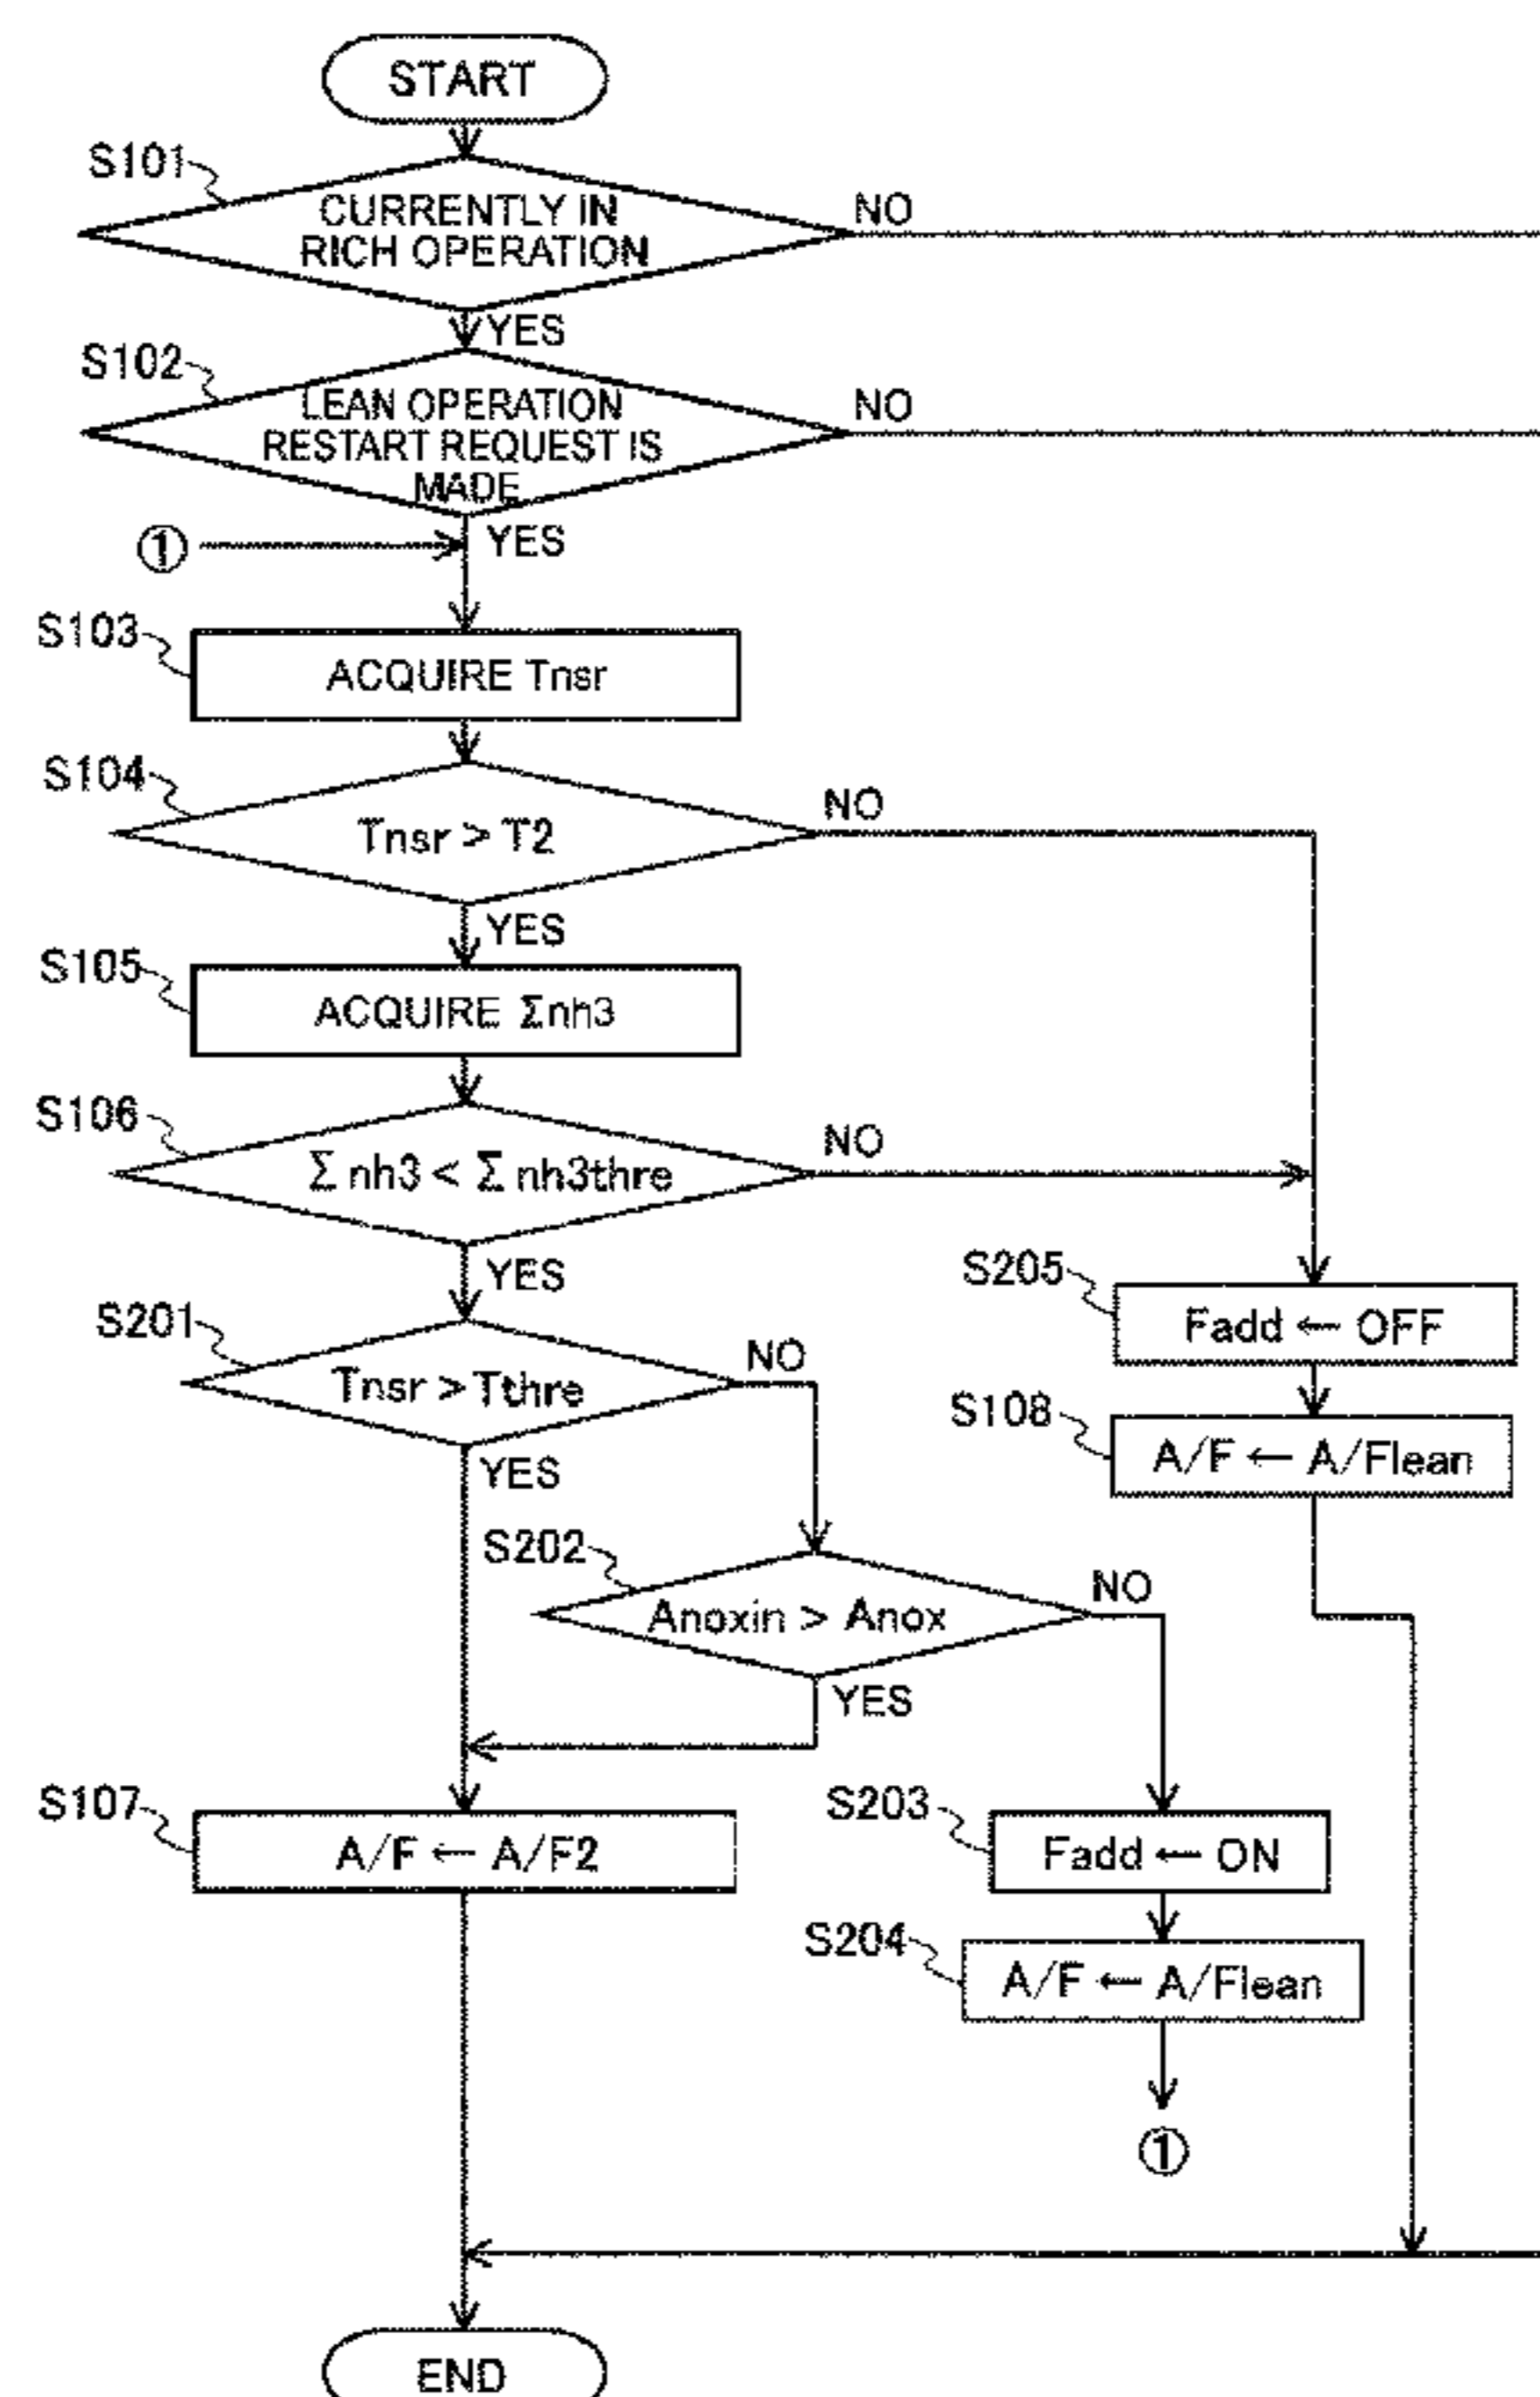 START
S101
CURRENTLY IN
RICH OPERATION
NO
YES
S102
LEAN OPERATION
RESTART REQUEST IS
MADE
NO
YES
①
S103
ACQUIRE Tnsr
S104
Tnsr > T2
NO
YES
S105
ACQUIRE Σnh3
S106
Σnh3 < Σnh3thre
NO
YES
S205
Fadd ← OFF
S201
Tnsr > Tthre
NO
YES
S108
A/F ← A/Flean
S202
Anoxin > Anox
NO
YES
S107
A/F ← A/F2
S203
Fadd ← ON
S204
A/F ← A/Flean
①
END